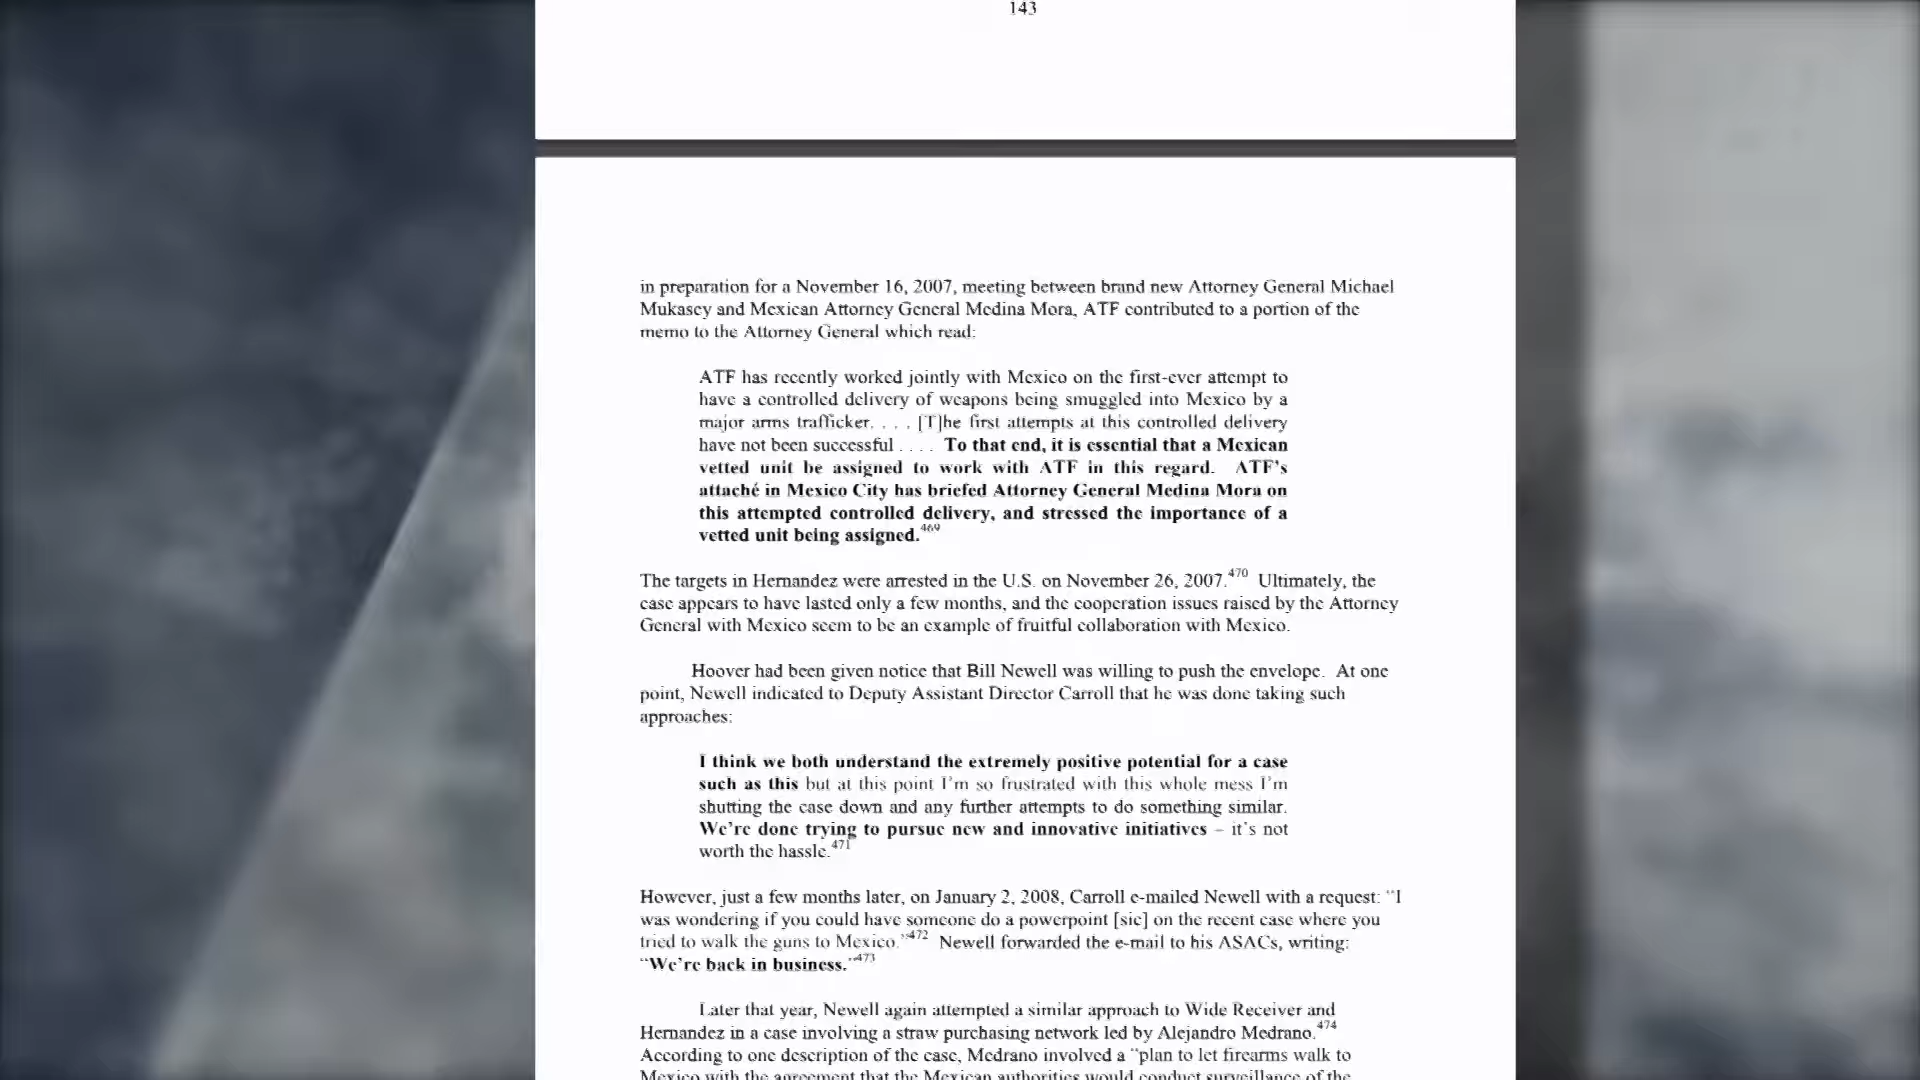 143
in preparation for a November 16, 2007, meeting between brand new Attorney General Michael
Mukasey and Mexican Attorney General Medina Mora, ATF contributed to a portion of the
memo to the Attorney General which read:
ATF has recently worked jointly with Mexico on the first-ever attempt to
have a controlled delivery of weapons being smuggled into Mexico by a
major arms trafficker. . . . [T]he first attempts at this controlled delivery
have not been successful . . . . To that end, it is essential that a Mexican
vetted unit be assigned to work with ATF in this regard. ATF's
attaché in Mexico City has briefed Attorney General Medina Mora on
this attempted controlled delivery, and stressed the importance of a
vetted unit being assigned.469
The targets in Hernandez were arrested in the U.S. on November 26, 2007.470 Ultimately, the
case appears to have lasted only a few months, and the cooperation issues raised by the Attorney
General with Mexico seem to be an example of fruitful collaboration with Mexico.
Hoover had been given notice that Bill Newell was willing to push the envelope. At one
point, Newell indicated to Deputy Assistant Director Carroll that he was done taking such
approaches:
I think we both understand the extremely positive potential for a case
such as this but at this point I'm so frustrated with this whole mess I'm
shutting the case down and any further attempts to do something similar.
We're done trying to pursue new and innovative initiatives – it's not
worth the hassle.471
However, just a few months later, on January 2, 2008, Carroll e-mailed Newell with a request: "I
was wondering if you could have someone do a powerpoint [sic] on the recent case where you
tried to walk the guns to Mexico."472 Newell forwarded the e-mail to his ASACs, writing:
"We're back in business."473
Later that year, Newell again attempted a similar approach to Wide Receiver and
Hernandez in a case involving a straw purchasing network led by Alejandro Medrano.474
According to one description of the case, Medrano involved a "plan to let firearms walk to
Mexico with the agreement that the Mexican authorities would conduct surveillance of the